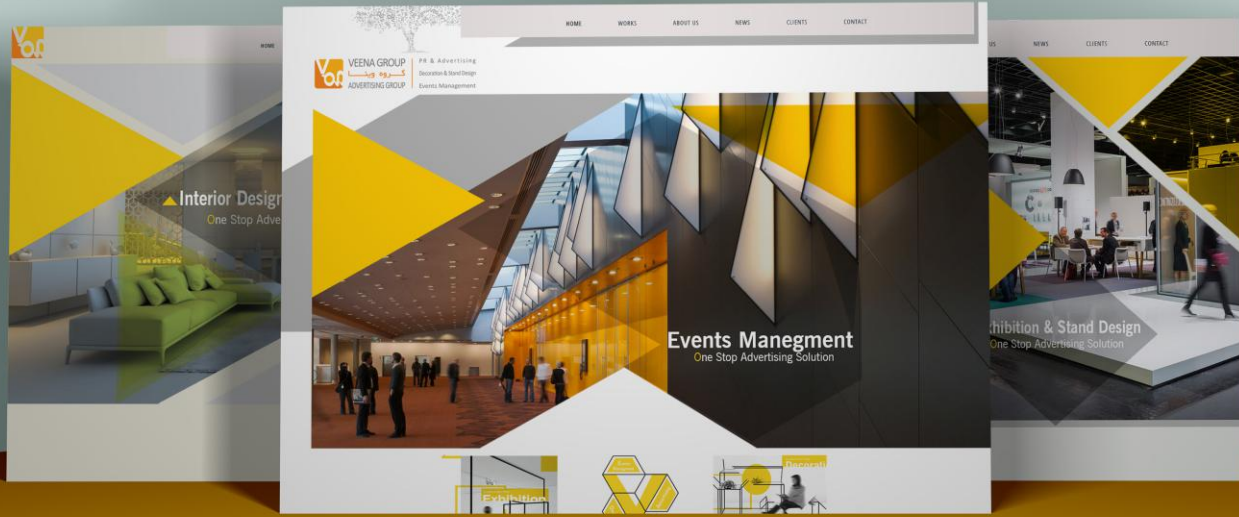 HOME
HOME WORKS ABOUT US NEWS CLIENTS CONTACT
US NEWS CLIENTS CONTACT
VEENA GROUP
گروه وینا
ADVERTISING GROUP
PR & Advertising
Decoration & Stand Design
Events Management
Interior Design
One Stop Adve
Events Manegment
One Stop Advertising Solution
hibition & Stand Design
One Stop Advertising Solution
Exhibition
Decorati